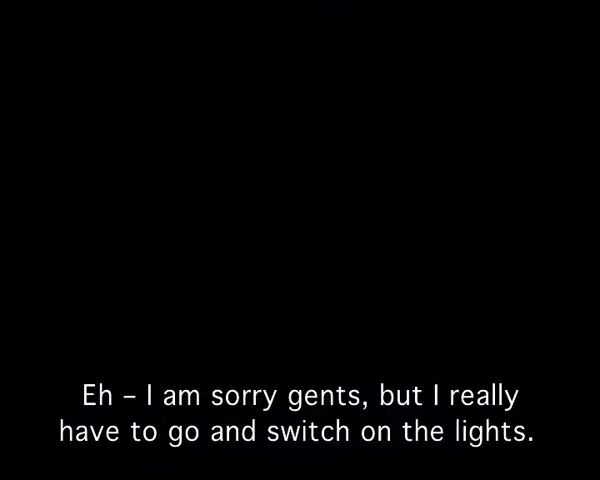 Eh – I am sorry gents, but I really
have to go and switch on the lights.